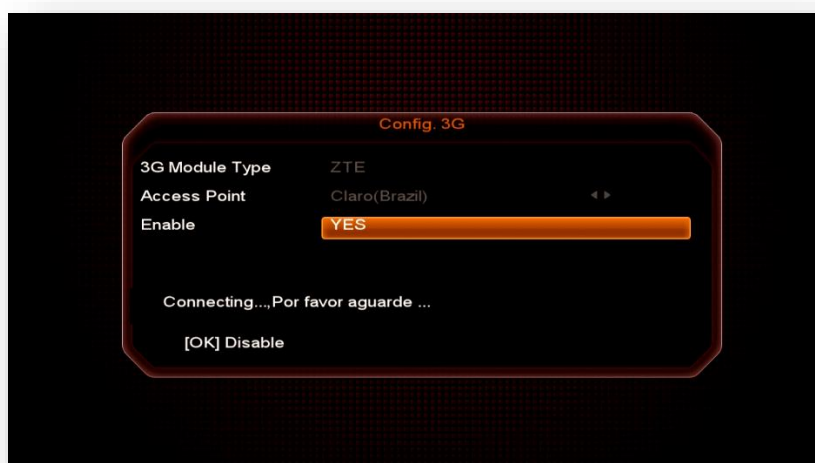 Config. 3G
3G Module Type ZTE
Access Point Claro(Brazil)
Enable YES
Connecting...,Por favor aguarde ...
[OK] Disable